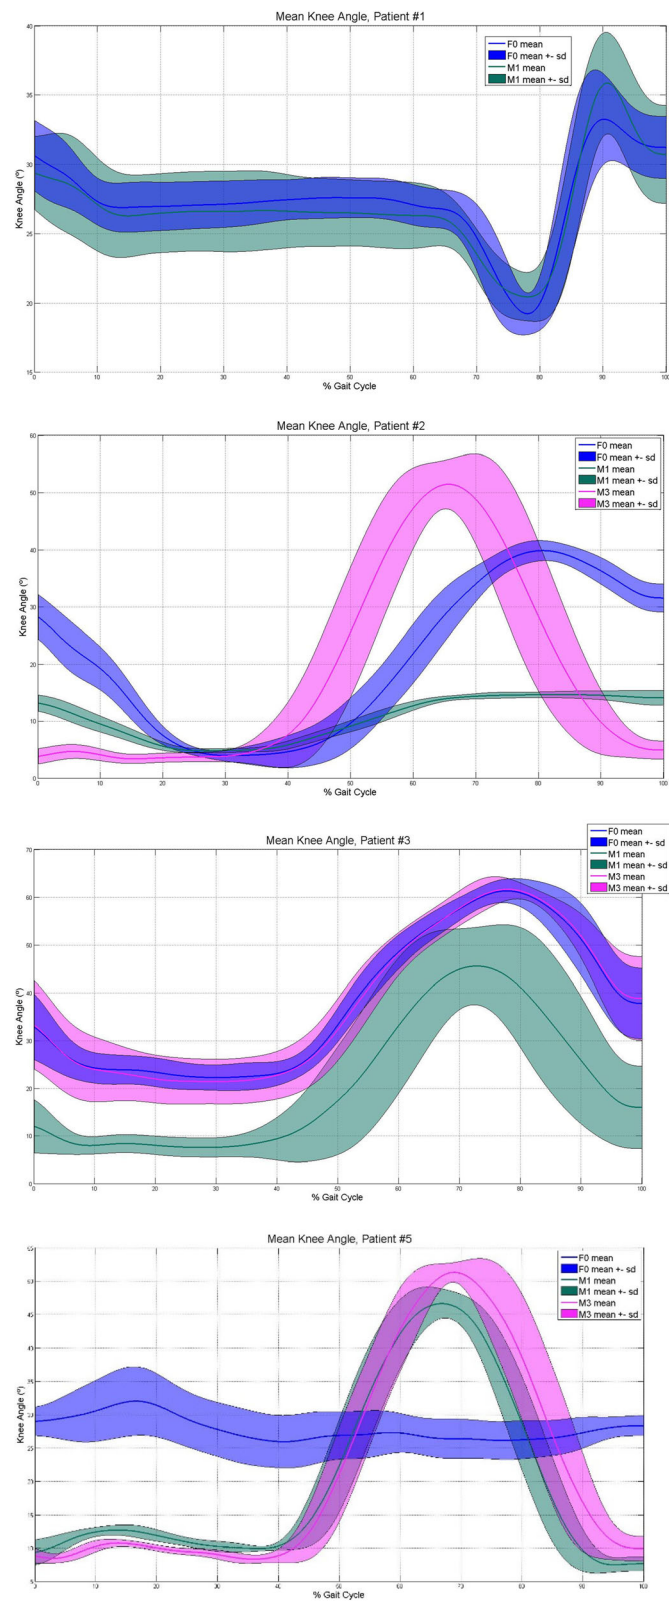 Mean Knee Angle, Patient #1
F0 mean
F0 mean +- sd
M1 mean
M1 mean +- sd
40
35
30
25
20
15
Knee Angle (º)
0 10 20 30 40 50 60 70 80 90 100
% Gait Cycle
Mean Knee Angle, Patient #2
F0 mean
F0 mean +- sd
M1 mean
M1 mean +- sd
M3 mean
M3 mean +- sd
60
50
40
30
20
10
0
Knee Angle (º)
0 10 20 30 40 50 60 70 80 90 100
% Gait Cycle
Mean Knee Angle, Patient #3
F0 mean
F0 mean +- sd
M1 mean
M1 mean +- sd
M3 mean
M3 mean +- sd
70
60
50
40
30
20
10
0
Knee Angle (º)
0 10 20 30 40 50 60 70 80 90 100
% Gait Cycle
Mean Knee Angle, Patient #5
F0 mean
F0 mean +- sd
M1 mean
M1 mean +- sd
M3 mean
M3 mean +- sd
45
35
30
25
20
15
10
5
Knee Angle (º)
0 10 20 30 40 50 60 70 80 90 100
% Gait Cycle